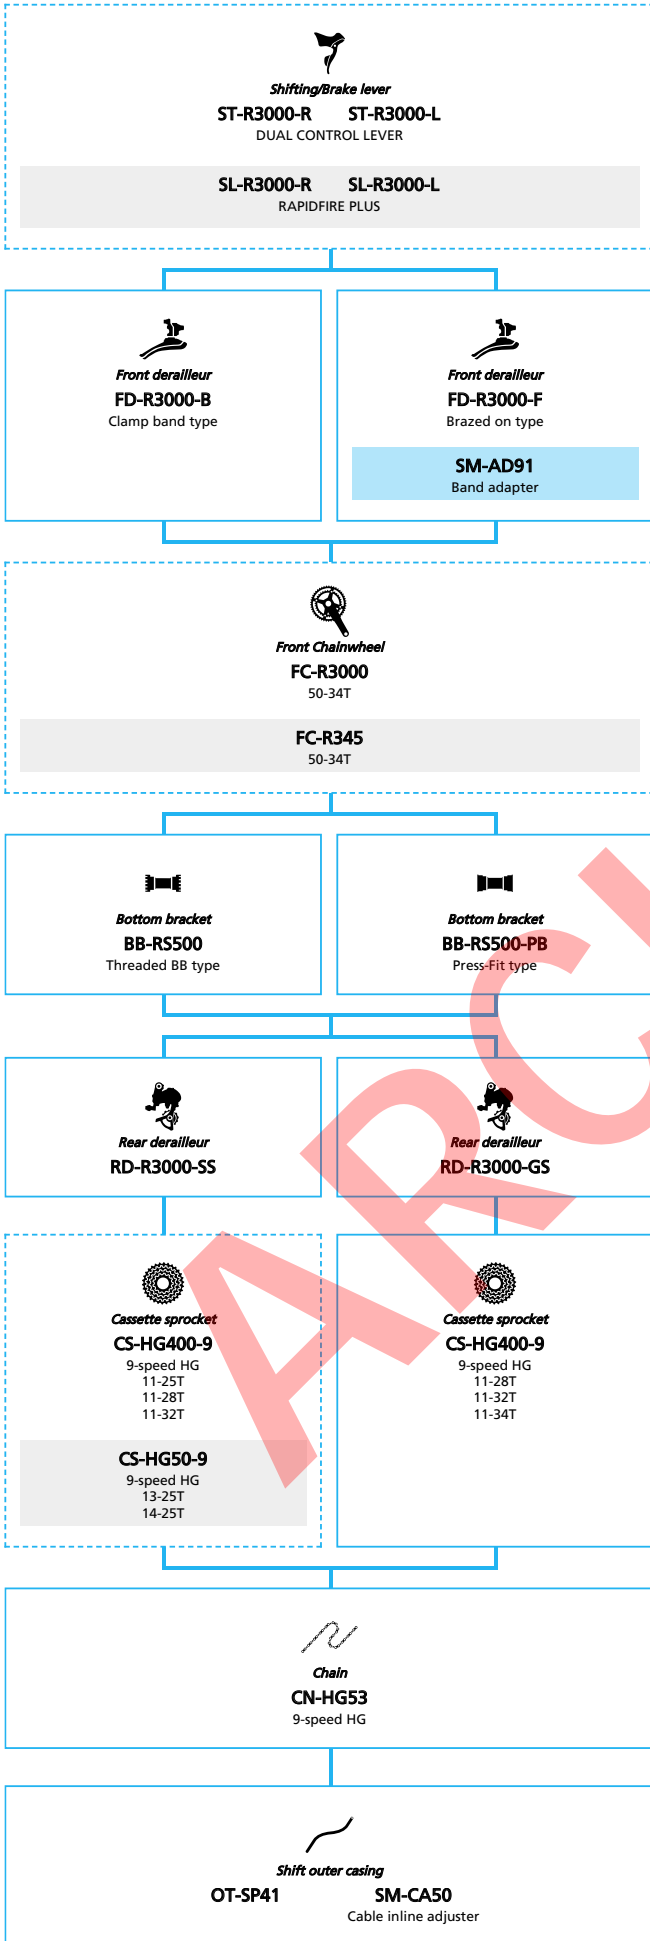 Shifting/Brake lever
ST-R3000-R ST-R3000-L
DUAL CONTROL LEVER
SL-R3000-R SL-R3000-L
RAPIDFIRE PLUS
Front derailleur
FD-R3000-B
Clamp band type
Front derailleur
FD-R3000-F
Brazed on type
SM-AD91
Band adapter
Front Chainwheel
FC-R3000
50-34T
FC-R345
50-34T
Bottom bracket
BB-RS500
Threaded BB type
Bottom bracket
BB-RS500-PB
Press-Fit type
Rear derailleur
RD-R3000-SS
Rear derailleur
RD-R3000-GS
Cassette sprocket
CS-HG400-9
9-speed HG
11-25T
11-28T
11-32T
CS-HG50-9
9-speed HG
13-25T
14-25T
Cassette sprocket
CS-HG400-9
9-speed HG
11-28T
11-32T
11-34T
Chain
CN-HG53
9-speed HG
Shift outer casing
OT-SP41 SM-CA50
Cable inline adjuster